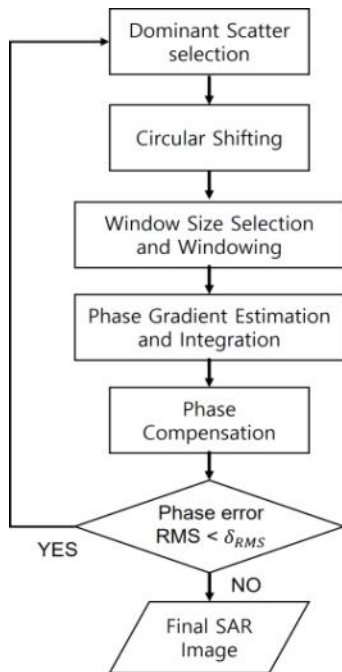 Dominant Scatter
selection
Circular Shifting
Window Size Selection
and Windowing
Phase Gradient Estimation
and Integration
Phase
Compensation
Phase error
RMS < δ_RMS
YES
NO
Final SAR
Image